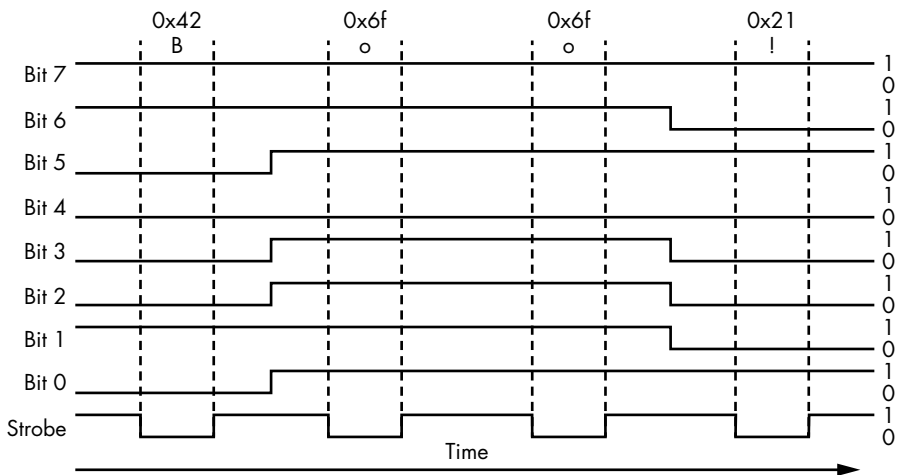 0x42 0x6f 0x6f 0x21
B o o !
Bit 7 1
0
Bit 6 1
0
Bit 5 1
0
Bit 4 1
0
Bit 3 1
0
Bit 2 1
0
Bit 1 1
0
Bit 0 1
0
Strobe 1
0
Time